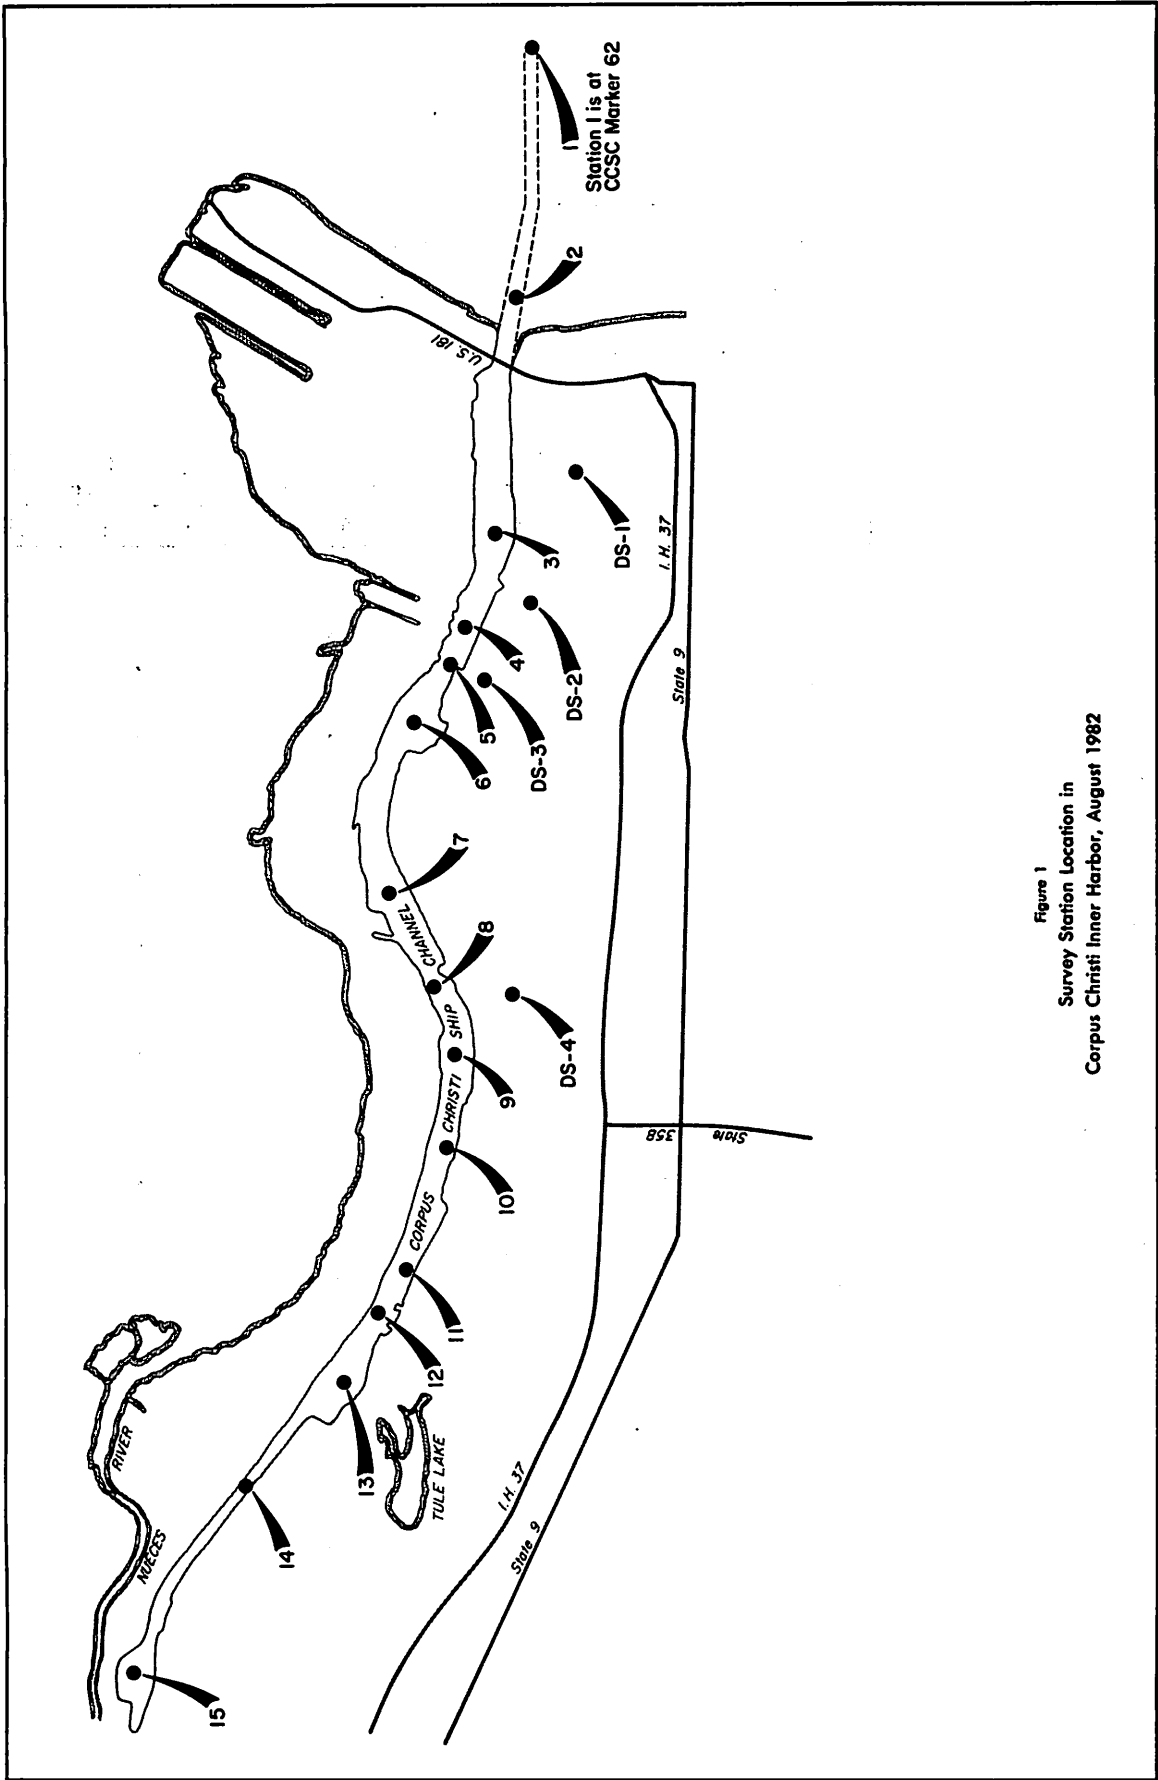 1
Station 1 is at
CCSC Marker 62
2
U.S. 181
3
DS-1
I.H. 37
4
DS-2
State 9
5
DS-3
6
7
CHANNEL
8
SHIP
DS-4
9
CHRISTI
State
358
10
CORPUS
11
12
13
TULE LAKE
RIVER
I.H. 37
14
NUECES
State 9
15
Figure 1
Survey Station Location in
Corpus Christi Inner Harbor, August 1982